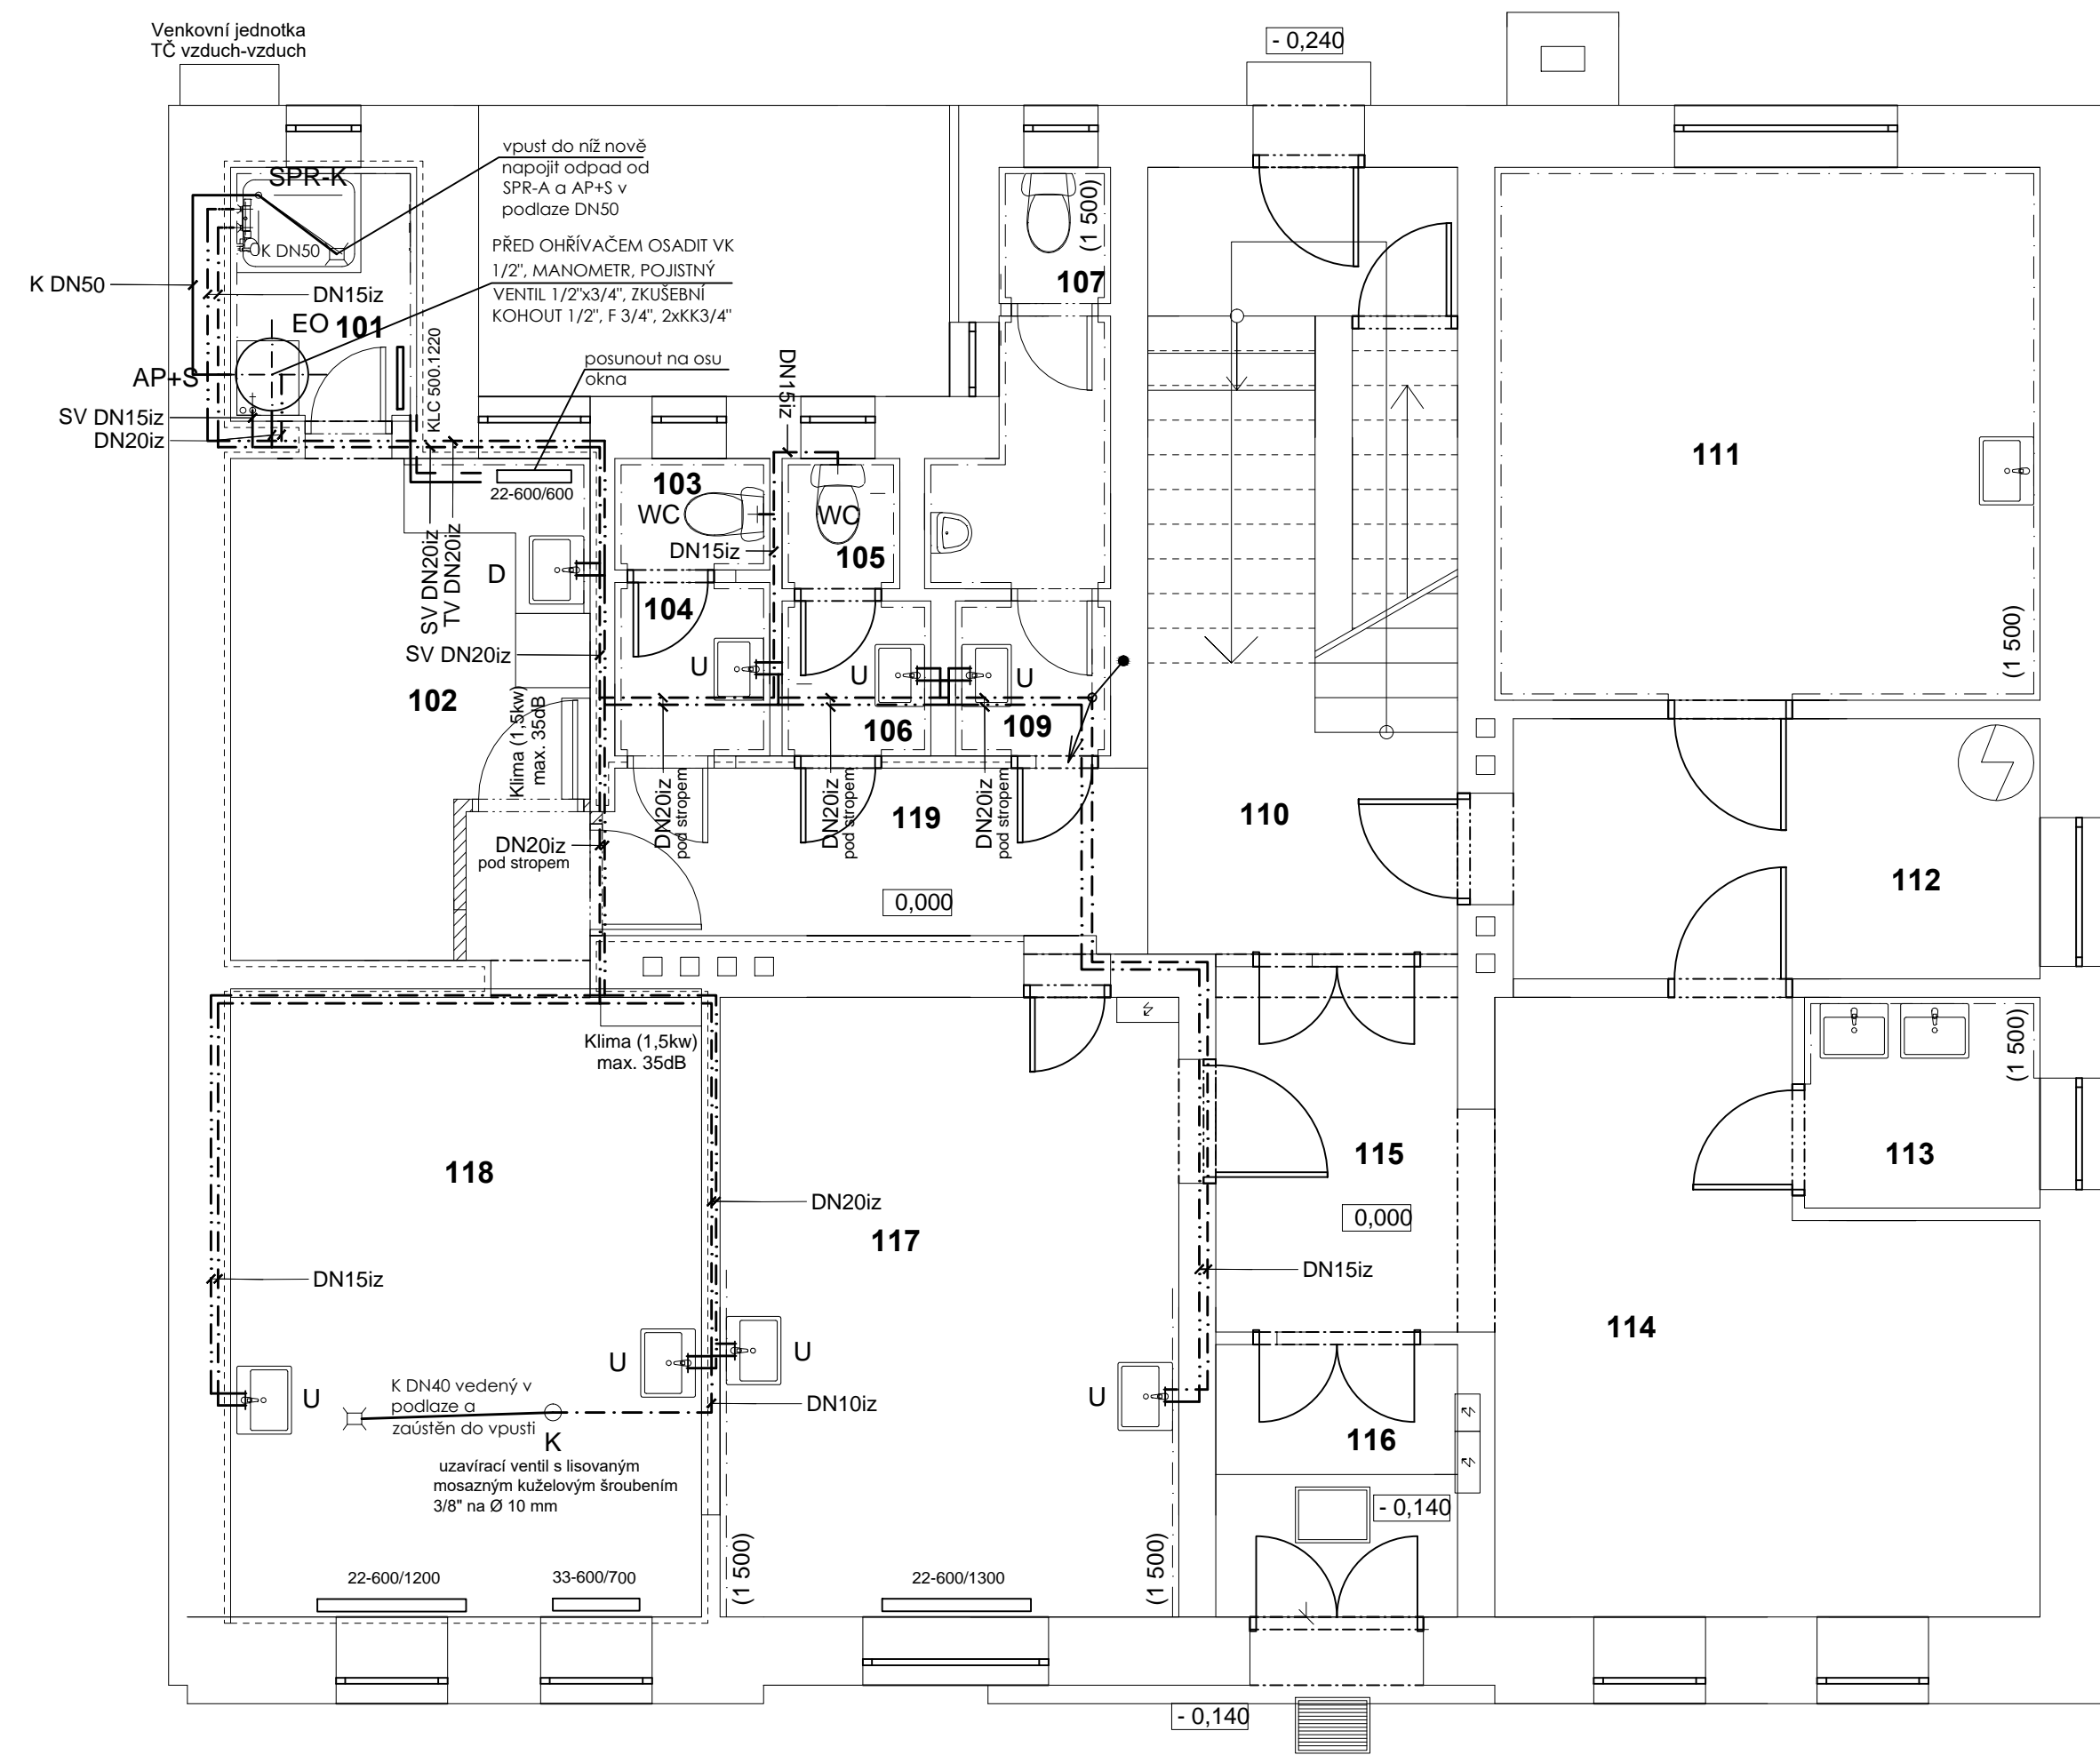 Venkovní jednotka
TČ vzduch-vzduch
- 0,240
vpust do níž nově
napojit odpad od
SPR-A a AP+S v
podlaze DN50
PŘED OHŘÍVAČEM OSADIT VK
1/2", MANOMETR, POJISTNÝ
VENTIL 1/2"x3/4", ZKUŠEBNÍ
KOHOUT 1/2", F 3/4", 2xKK3/4"
SPR-K
K DN50
K DN50
DN15iz
EO 101
AP+S
SV DN15iz
DN20iz
KLC 500.1220
posunout na osu
okna
22-600/600
DN15iz
(1 500)
107
103
WC
DN15iz
WC
105
111
(1 500)
D
SV DN20iz
TV DN20iz
SV DN20iz
104
U
U
U
102
Klima (1,5kw)
max. 35dB
106
109
DN20iz
pod stropem
DN20iz
pod stropem
DN20iz
pod stropem
119
110
112
DN20iz
pod stropem
0,000
Klima (1,5kw)
max. 35dB
(1 500)
118
115
113
DN20iz
0,000
117
DN15iz
DN15iz
114
U
U
U
U
K DN40 vedený v
podlaze a
zaústěn do vpusti
K
DN10iz
uzavírací ventil s lisovaným
mosazným kuželovým šroubením
3/8" na Ø 10 mm
116
- 0,140
(1 500)
(1 500)
22-600/1200
33-600/700
22-600/1300
- 0,140